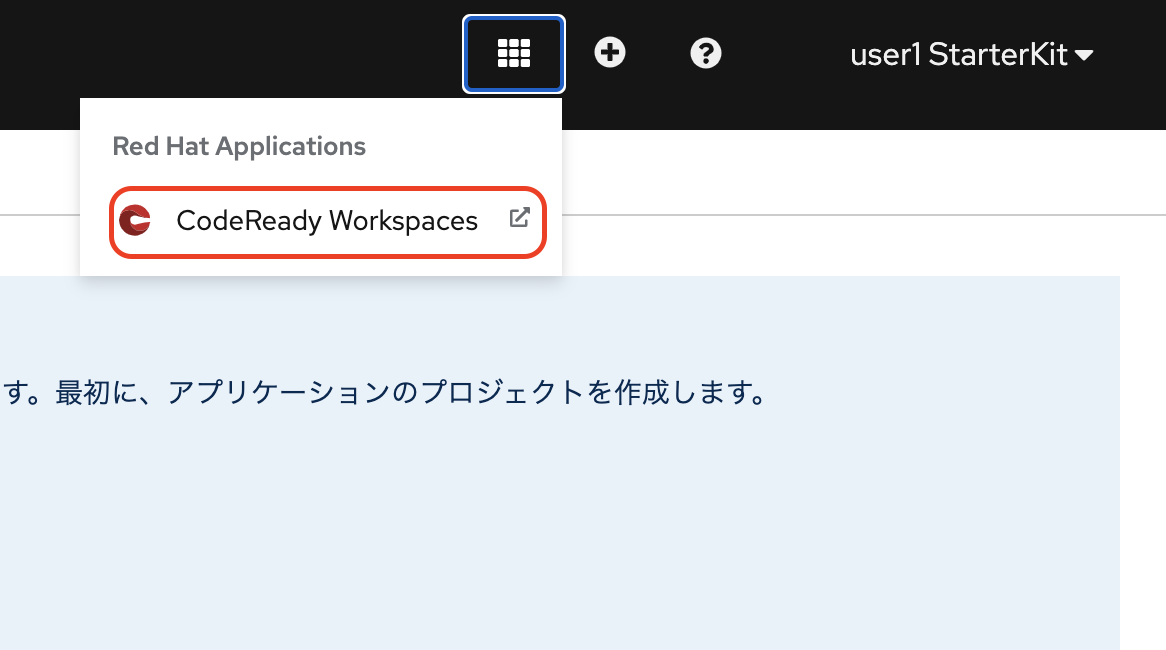 user1 StarterKit
Red Hat Applications
CodeReady Workspaces
す。最初に、アプリケーションのプロジェクトを作成します。